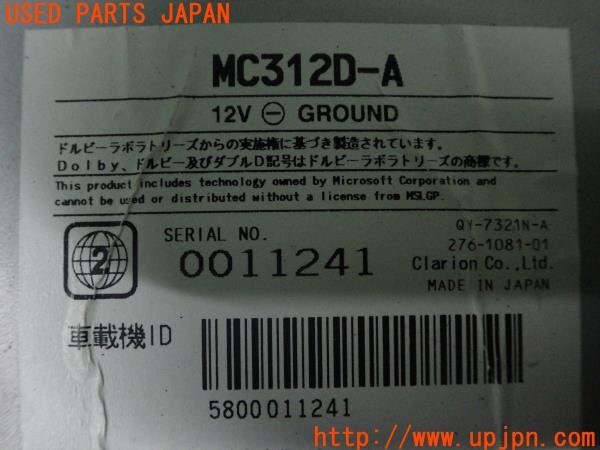 USED PARTS JAPAN
MC312D-A
12V ⊖ GROUND
ドルビーラボラトリーズからの実施権に基づき製造されています。
Dolby、ドルビー及びダブルD記号はドルビーラボラトリーズの商標です。
This product includes technology owned by Microsoft Corporation and
cannot be used or distributed without a license from MSLGP.
QY-7321N-A
SERIAL NO.
276-1081-01
2
0011241
Clarion Co.,Ltd.
MADE IN JAPAN
車載機ID
5800011241
UPJ
http://www.upjpn.com